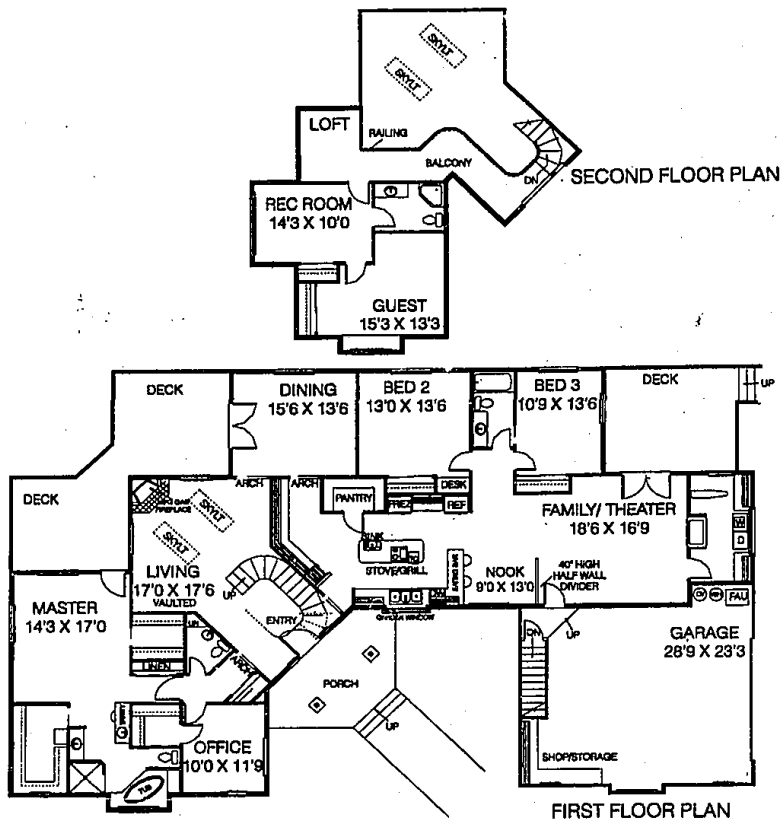 SKYLT
SKYLT
LOFT
RAILING
BALCONY
DN
SECOND FLOOR PLAN
REC ROOM
14'3 X 10'0
GUEST
15'3 X 13'3
DECK
DINING
15'6 X 13'6
BED 2
13'0 X 13'6
BED 3
10'9 X 13'6
DECK
UP
ARCH
ARCH
DESK
DECK
FIREPLACE
PANTRY
REF
FAMILY/ THEATER
18'6 X 16'9
SKYLT
SKYLT
SINK
W
D
LIVING
17'0 X 17'6
VAULTED
UP
STOVE/GRILL
NOOK
9'0 X 13'0
40" HIGH
HALF WALL
DIVIDER
MASTER
14'3 X 17'0
ENTRY
WINDOW
FAU
DN
UP
GARAGE
28'9 X 23'3
LINEN
ARCH
PORCH
UP
OFFICE
10'0 X 11'9
SHOP/STORAGE
TUB
FIRST FLOOR PLAN